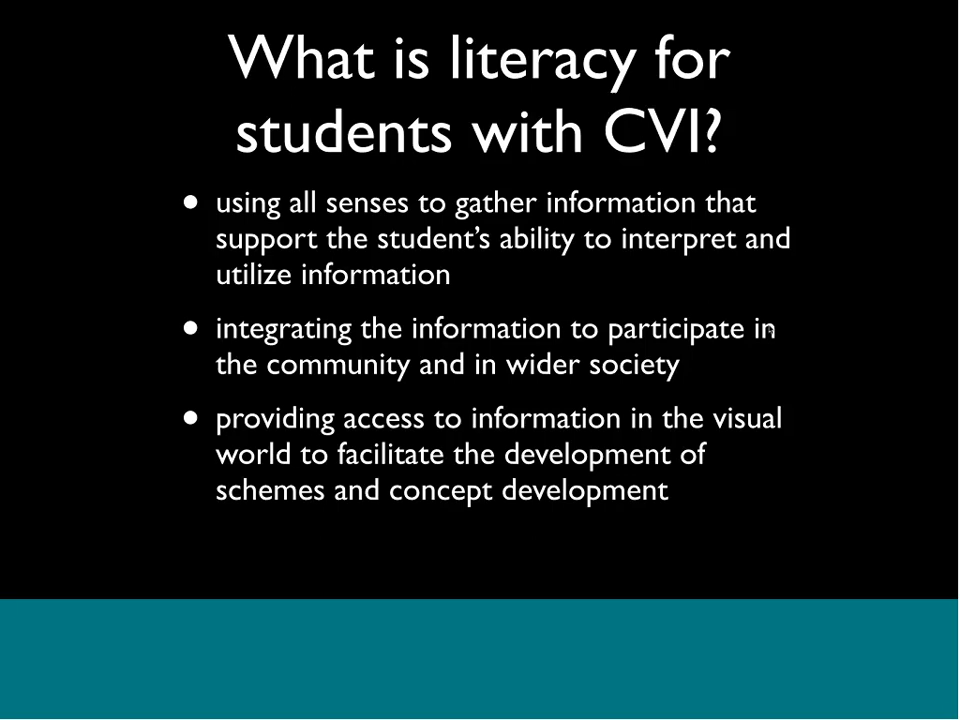 What is literacy for
students with CVI?
• using all senses to gather information that
support the student's ability to interpret and
utilize information
• integrating the information to participate in
the community and in wider society
• providing access to information in the visual
world to facilitate the development of
schemes and concept development